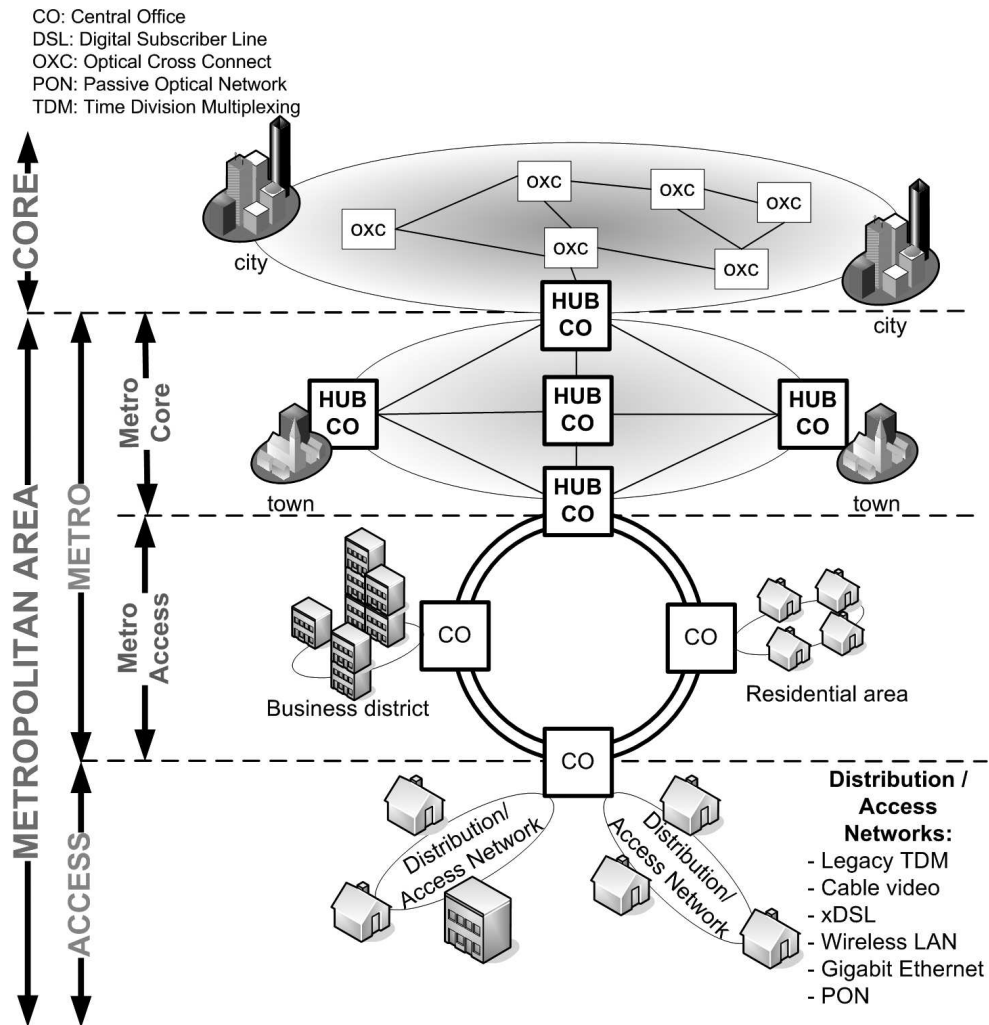 CO: Central Office
DSL: Digital Subscriber Line
OXC: Optical Cross Connect
PON: Passive Optical Network
TDM: Time Division Multiplexing
CORE
city
OXC
OXC
OXC
OXC
OXC
OXC
city
METROPOLITAN AREA
METRO
Metro
Core
HUB
CO
HUB
CO
HUB
CO
HUB
CO
HUB
CO
town
town
Metro
Access
CO
CO
Business district
Residential area
CO
ACCESS
Distribution/
Access Network
Distribution/
Access Network
Distribution /
Access
Networks:
- Legacy TDM
- Cable video
- xDSL
- Wireless LAN
- Gigabit Ethernet
- PON